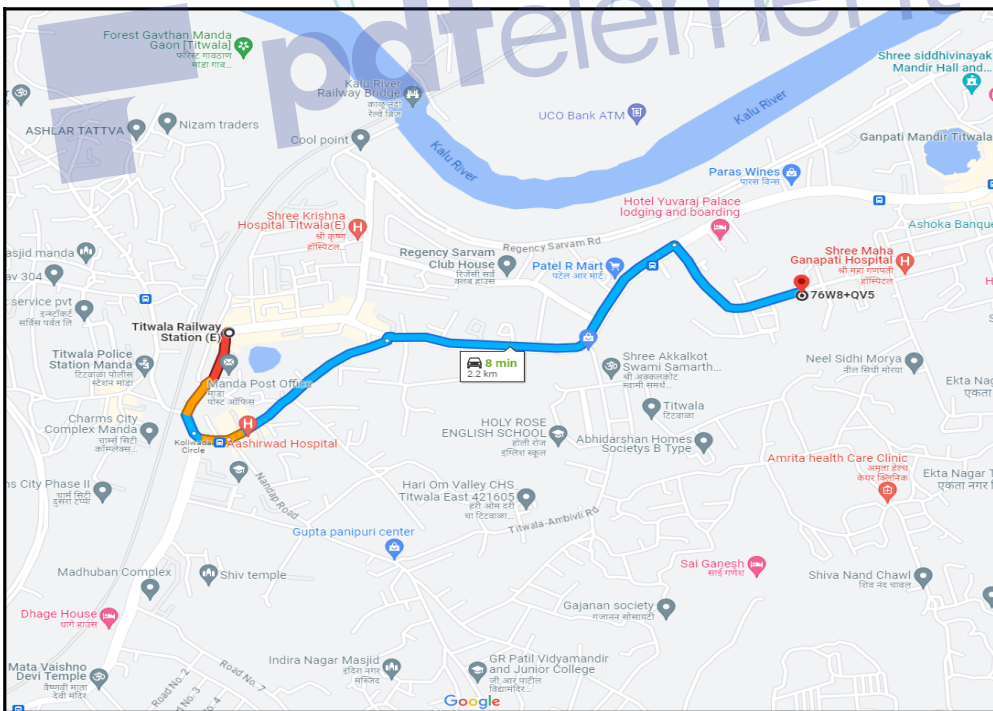 pdfelement
Forest Gavthan Manda
Gaon [Titwala]
फॉरेस्ट गावठाण
मांडा गाव...
Shree siddhivinayak
Mandir Hall and...
Kalu River
Railway Bridge
काळू नदी
रेल्वे ब्रिज
UCO Bank ATM
Kalu River
ASHLAR TATTVA
Nizam traders
Cool point
Kalu River
Ganpati Mandir Titwala
Paras Wines
पारस विन्स
Hotel Yuvaraj Palace
lodging and boarding
Shree Krishna
Hospital Titwala(E)
श्री कृष्ण
हॉस्पिटल...
Ashoka Banque
Regency Sarvam Rd
asjid manda
Regency Sarvam
Club House
रिजेंसी सर्व
क्लब हाउस
Shree Maha
Ganapati Hospital
श्री महा गणपती
हॉस्पिटल
Patel R Mart
पटेल आर मार्ट
av 304
76W8+QV5
service pvt
इन्स्टॉकार्ट
सर्विस पर्वत लि
Titwala Railway
Station (E)
Titwala Police
Station Manda
टिटवाळा पोलीस
स्टेशन मांडा
8 min
2.2 km
Shree Akkalkot
Swami Samarth...
श्री अक्कलकोट
स्वामी समर्थ...
Neel Sidhi Morya
नील सिधी मोरया
Manda Post Office
मांडा
पोस्ट ऑफिस
Ekta Nag
एकता
Titwala
टिटवाळा
Charms City
Complex Manda
चार्म्स सिटी
कॉम्प्लेक्स...
Koliwada
Circle
Aashirwad Hospital
HOLY ROSE
ENGLISH SCHOOL
होली रोज
इंग्लिश स्कूल
Abhidarshan Homes
Societys B Type
Amrita health Care Clinic
अमृता हेल्थ
केयर क्लिनिक
Nandap Road
ns City Phase II
चार्म सिटी
दुसरा टप्पा
Hari Om Valley CHS
Titwala East 421605
हरी ओम दरी
चा टिटवाळा...
Ekta Nagar T
एकता नगर
Titwala-Ambivli Rd
Gupta panipuri center
Sai Ganesh
साई गणेश
Madhuban Complex
Shiv temple
Shiva Nand Chawl
शिव नंद चावल
Dhage House
धागे हाउस
Gajanan society
गजानन सोसायटी
Mata Vaishno
Devi Temple
वैष्णवी माता
देवी मंदिर
Road No. 2
Road No. 7
No. 3
No. 4
Indira Nagar Masjid
इंदिरा नगर
मस्जिद
GR Patil Vidyamandir
and Junior College
जी.आर पाटील
विद्यामंदिर...
Google